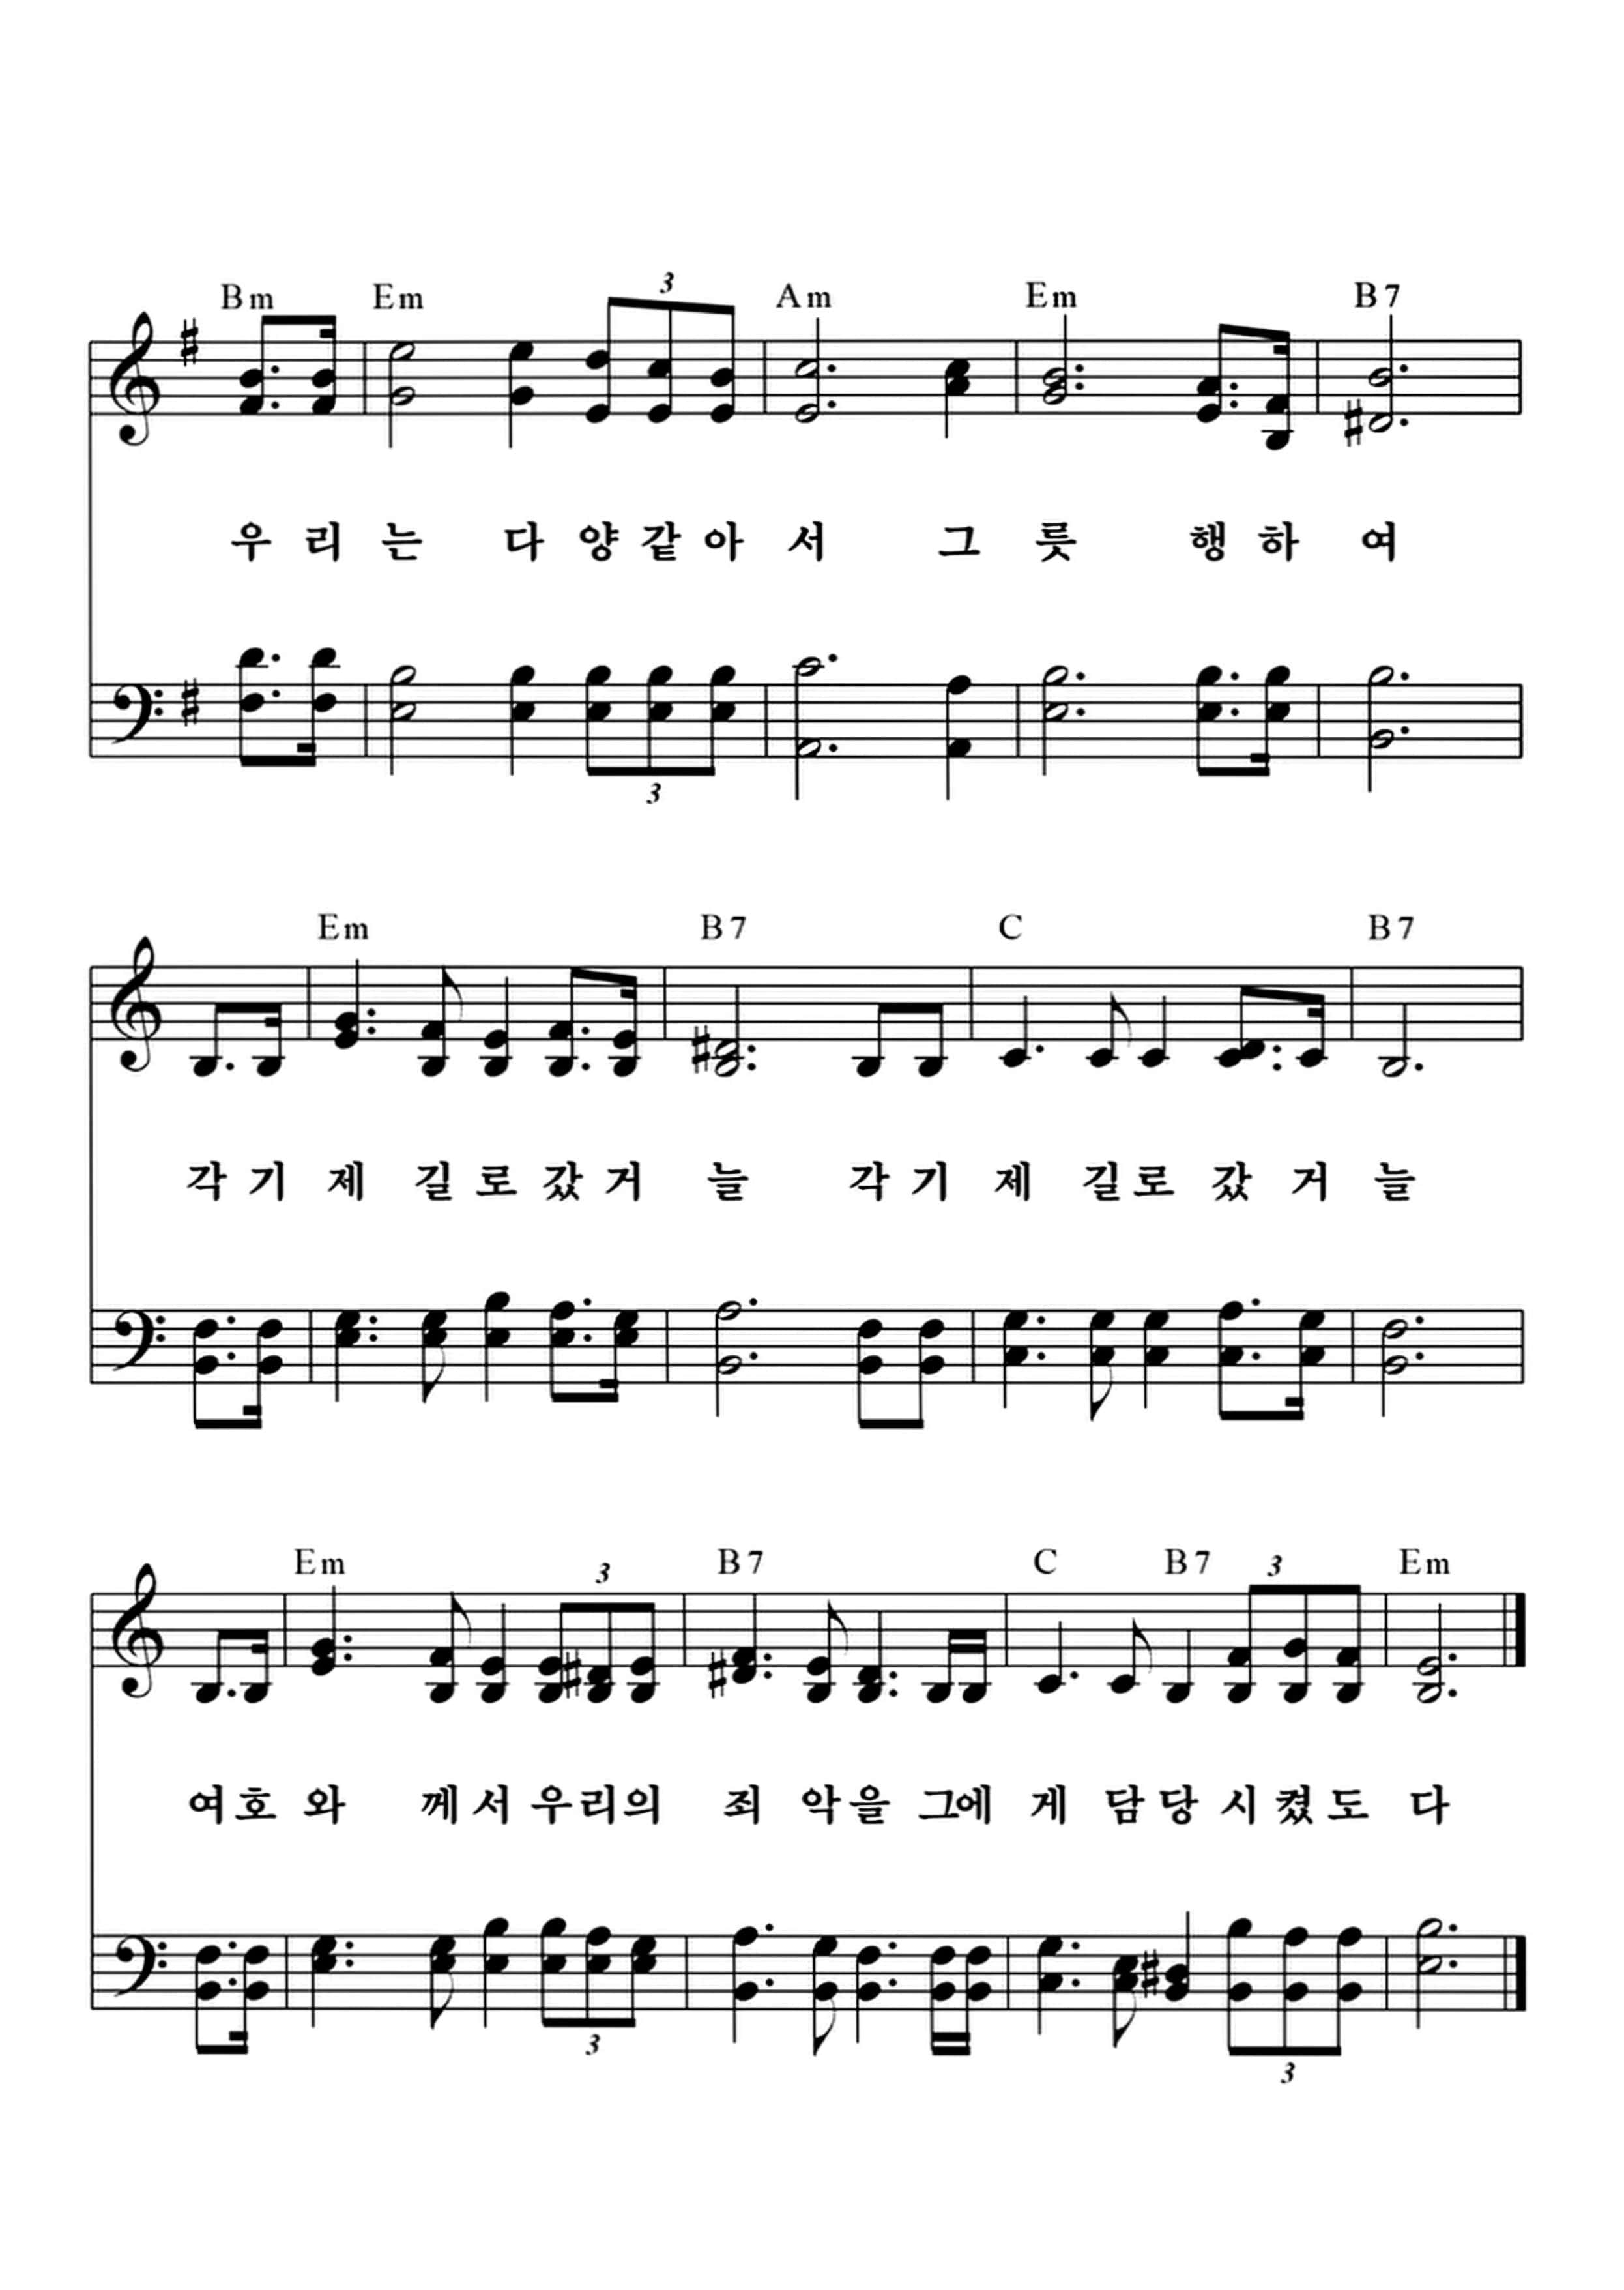 Bm Em 3 Am Em B7
우리는 다양같아서 그릇 행하여
3
Em B7 C B7
각기 제 길로 갔거늘 각기 제 길로 갔거늘
Em 3 B7 C B7 3 Em
여호와 께서 우리의 죄악을 그에게 담당시켰도다
3 3